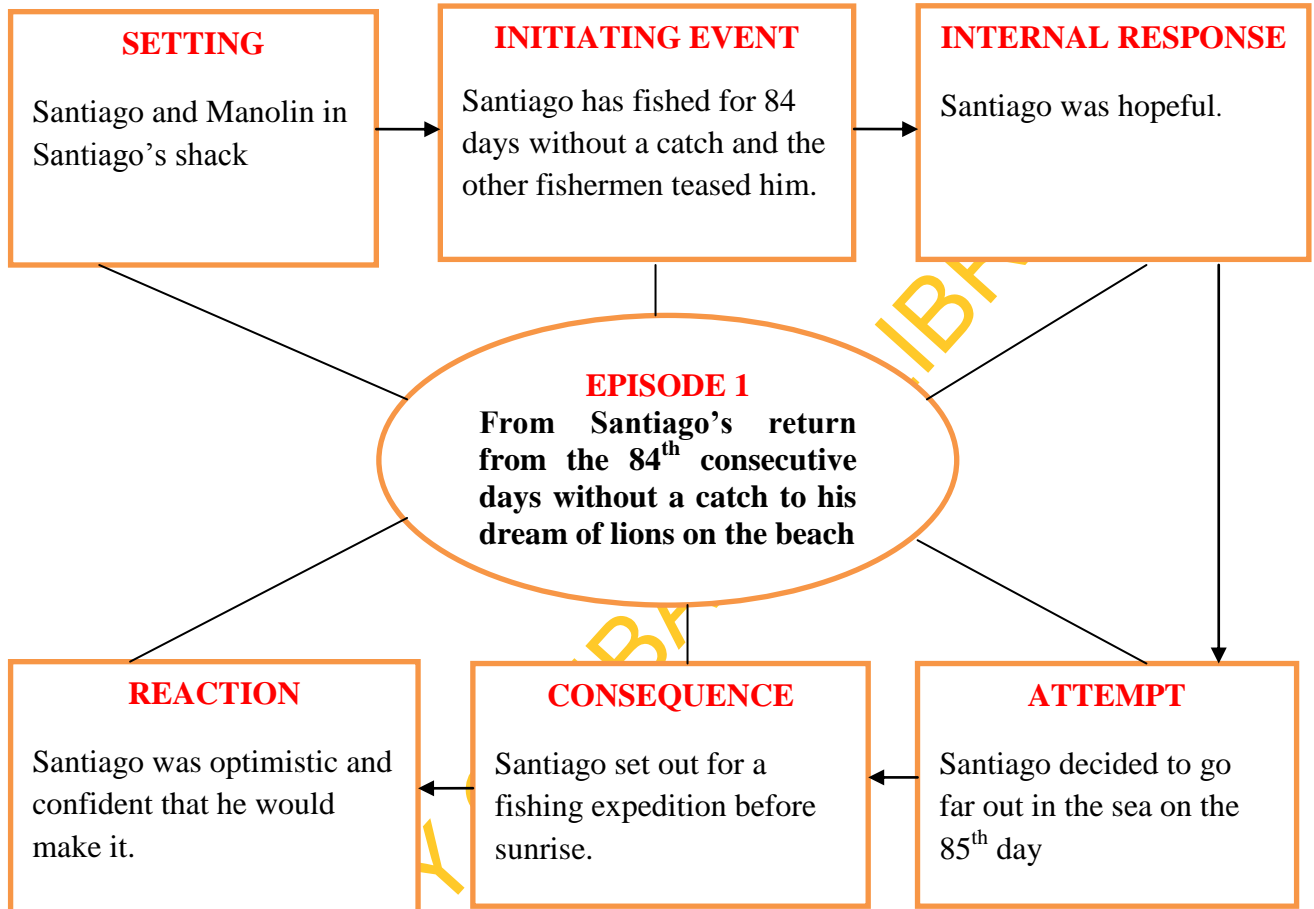 SETTING
Santiago and Manolin in
Santiago’s shack
INITIATING EVENT
Santiago has fished for 84
days without a catch and the
other fishermen teased him.
INTERNAL RESPONSE
Santiago was hopeful.
EPISODE 1
From Santiago’s return
from the 84th consecutive
days without a catch to his
dream of lions on the beach
REACTION
Santiago was optimistic and
confident that he would
make it.
CONSEQUENCE
Santiago set out for a
fishing expedition before
sunrise.
ATTEMPT
Santiago decided to go
far out in the sea on the
85th day